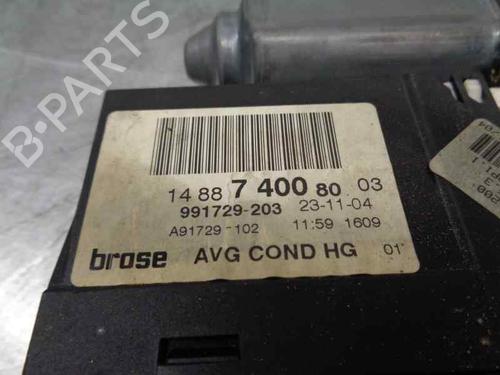 14 88 7 400 80 03
991729-203 23-11-04
A91729-102 11:59 1609
brose AVG COND HG 01
B-PARTS